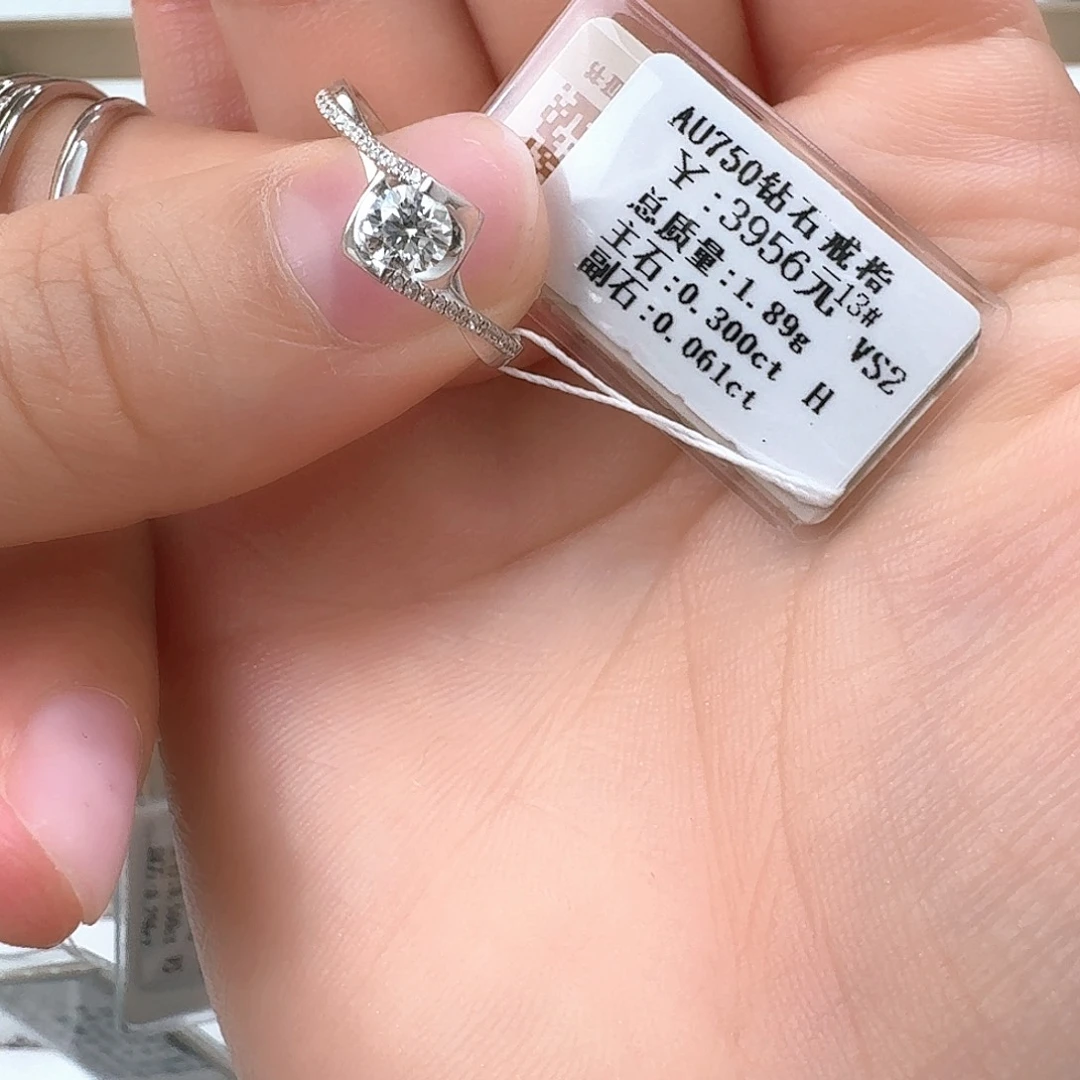 AU750钻石戒指
¥:3956元 13#
总质量:1.89g
主石:0.300ct VS2
副石:0.061ct H